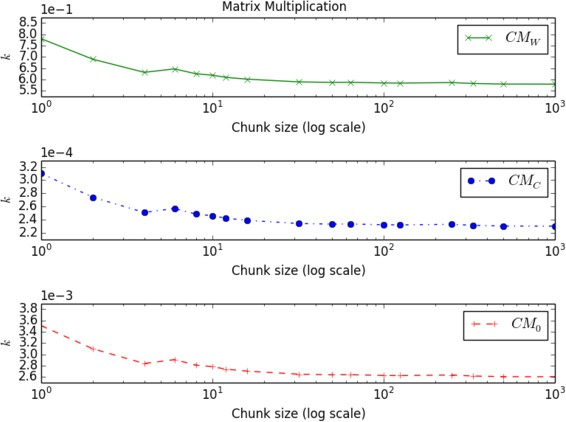 Matrix Multiplication
1e−1
8.5
8.0
7.5
7.0
6.5
6.0
5.5
k
CM_W
10^0 10^1 10^2 10^3
Chunk size (log scale)
1e−4
3.2
3.0
2.8
2.6
2.4
2.2
k
CM_C
10^0 10^1 10^2 10^3
Chunk size (log scale)
1e−3
3.8
3.6
3.4
3.2
3.0
2.8
2.6
k
CM_0
10^0 10^1 10^2 10^3
Chunk size (log scale)